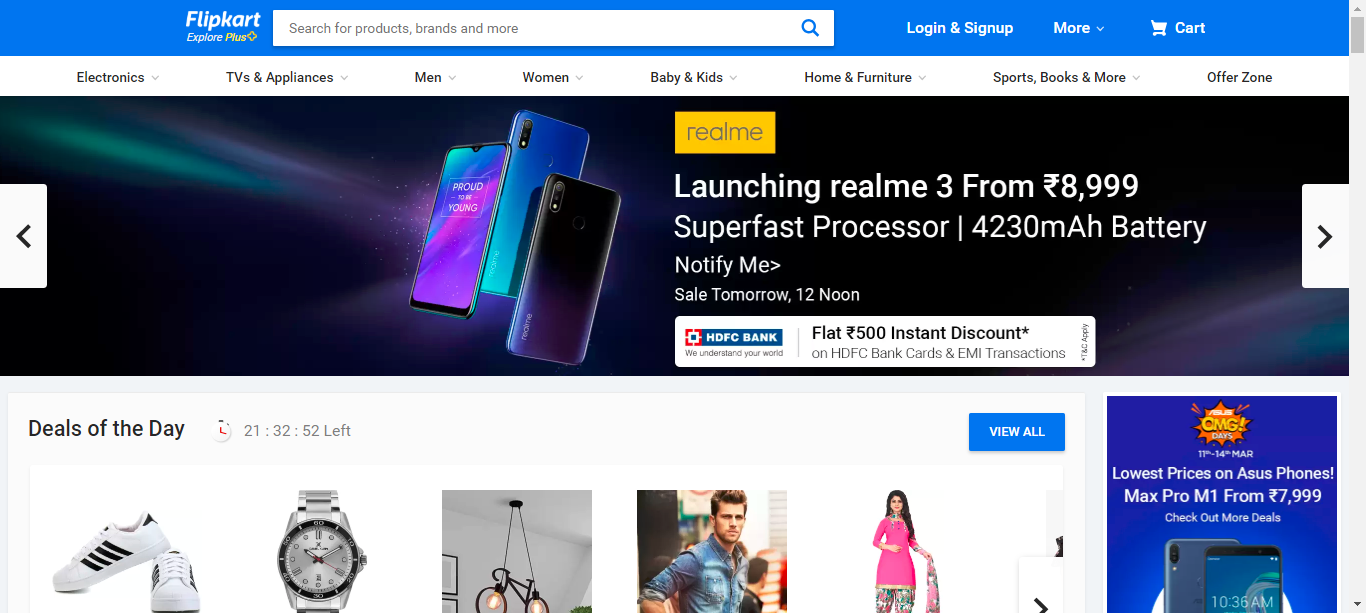 Flipkart
Explore Plus
Search for products, brands and more
Login & Signup
More
Cart
Electronics
TVs & Appliances
Men
Women
Baby & Kids
Home & Furniture
Sports, Books & More
Offer Zone
PROUD
TO BE
YOUNG
realme
realme
realme
Launching realme 3 From ₹8,999
Superfast Processor | 4230mAh Battery
Notify Me>
Sale Tomorrow, 12 Noon
HDFC BANK
We understand your world
Flat ₹500 Instant Discount*
on HDFC Bank Cards & EMI Transactions
*T&C Apply
Deals of the Day
21 : 32 : 52 Left
VIEW ALL
ASUS
OMG!
DAYS
11th-14th MAR
Lowest Prices on Asus Phones!
Max Pro M1 From ₹7,999
Check Out More Deals
10:36 AM